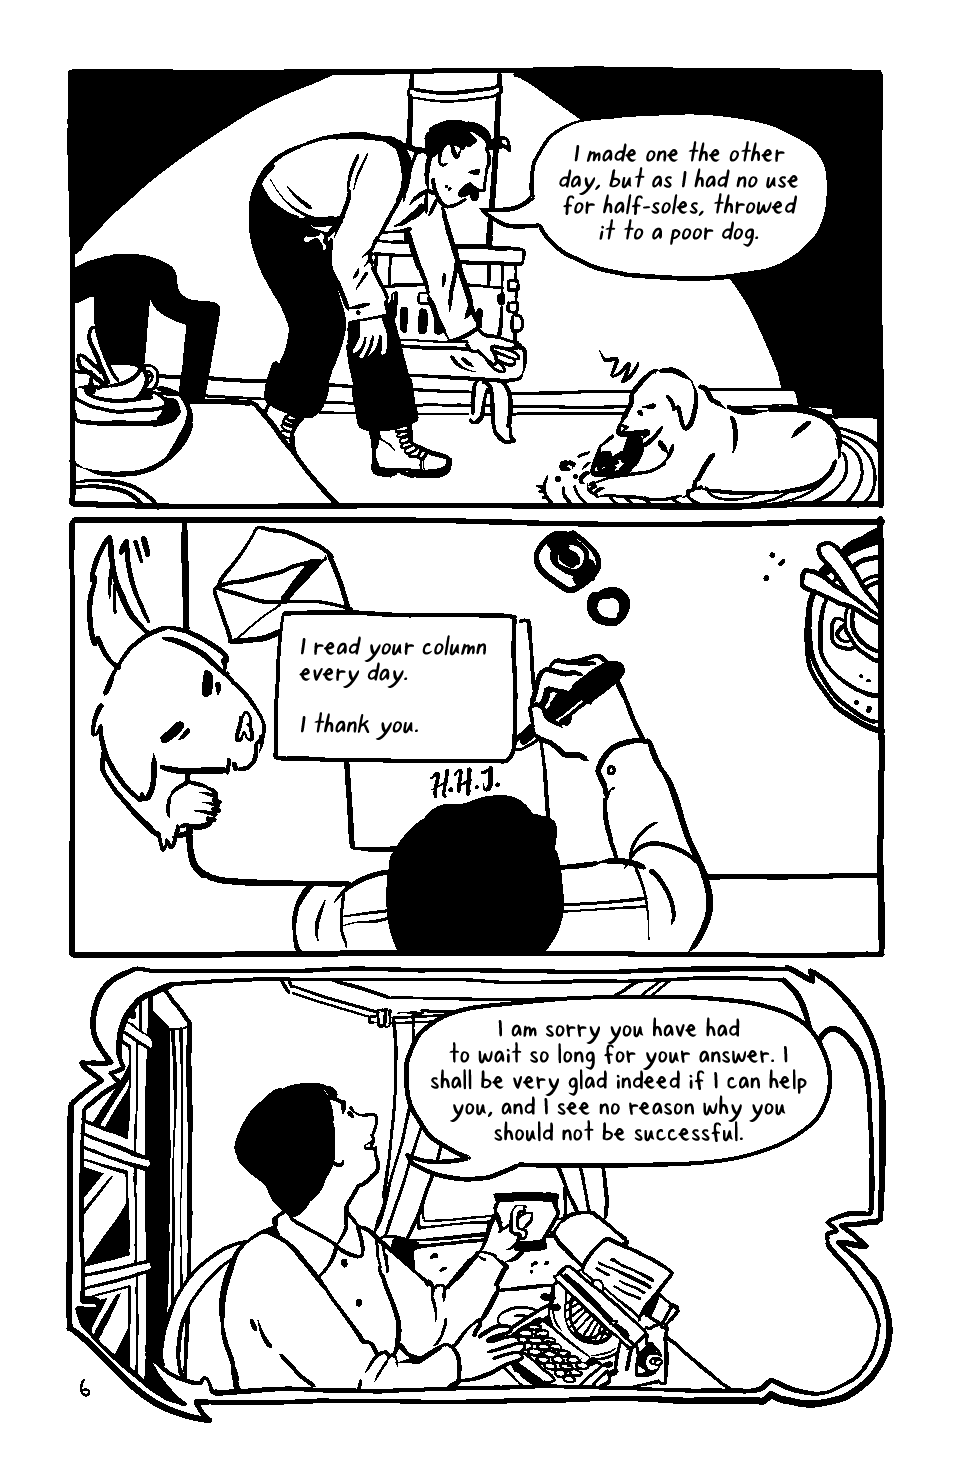 I made one the other
day, but as I had no use
for half-soles, throwed
it to a poor dog.
I read your column
every day.
I thank you.
H.H.J.
I am sorry you have had
to wait so long for your answer. I
shall be very glad indeed if I can help
you, and I see no reason why you
should not be successful.
6